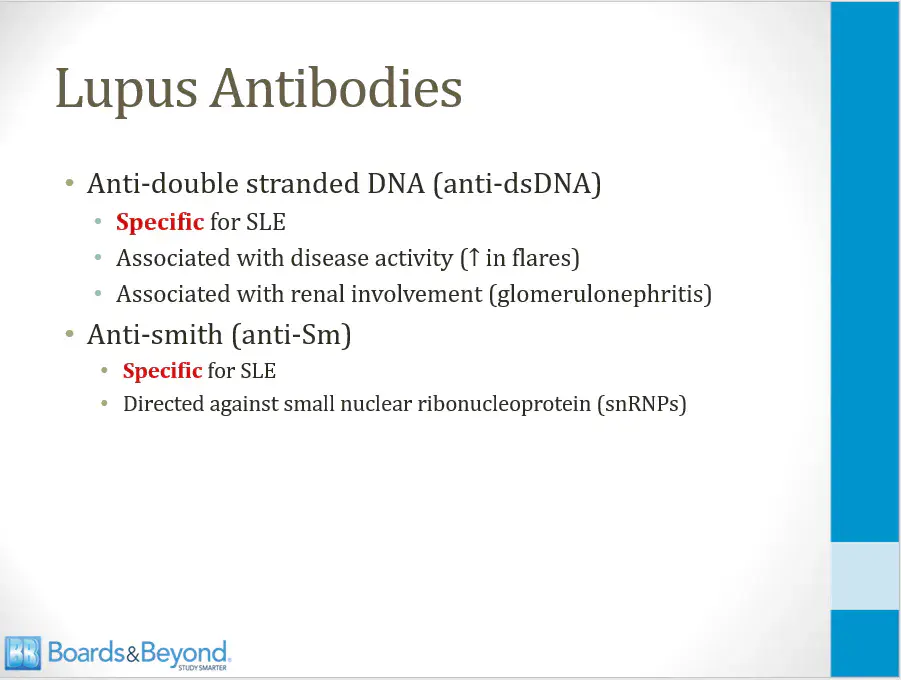 Lupus Antibodies
• Anti-double stranded DNA (anti-dsDNA)
• Specific for SLE
• Associated with disease activity (↑ in flares)
• Associated with renal involvement (glomerulonephritis)
• Anti-smith (anti-Sm)
• Specific for SLE
• Directed against small nuclear ribonucleoprotein (snRNPs)
BB Boards&Beyond.
STUDY SMARTER